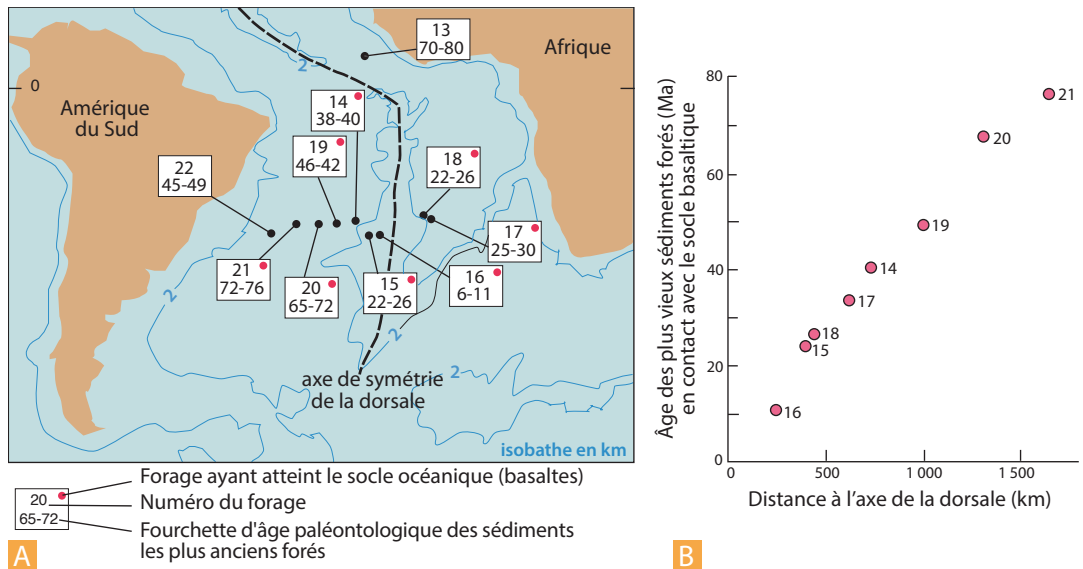 13
70-80
Afrique
2
0
Amérique
du Sud
14
38-40
19
46-42
18
22-26
22
45-49
17
25-30
21
72-76
20
65-72
15
22-26
16
6-11
2
2
2
axe de symétrie
de la dorsale
isobathe en km
Forage ayant atteint le socle océanique (basaltes)
20
Numéro du forage
65-72
Fourchette d'âge paléontologique des sédiments
les plus anciens forés
A
Âge des plus vieux sédiments forés (Ma)
en contact avec le socle basaltique
80
60
40
20
0
21
20
19
14
17
18
15
16
0
500
1 000
1 500
Distance à l'axe de la dorsale (km)
B